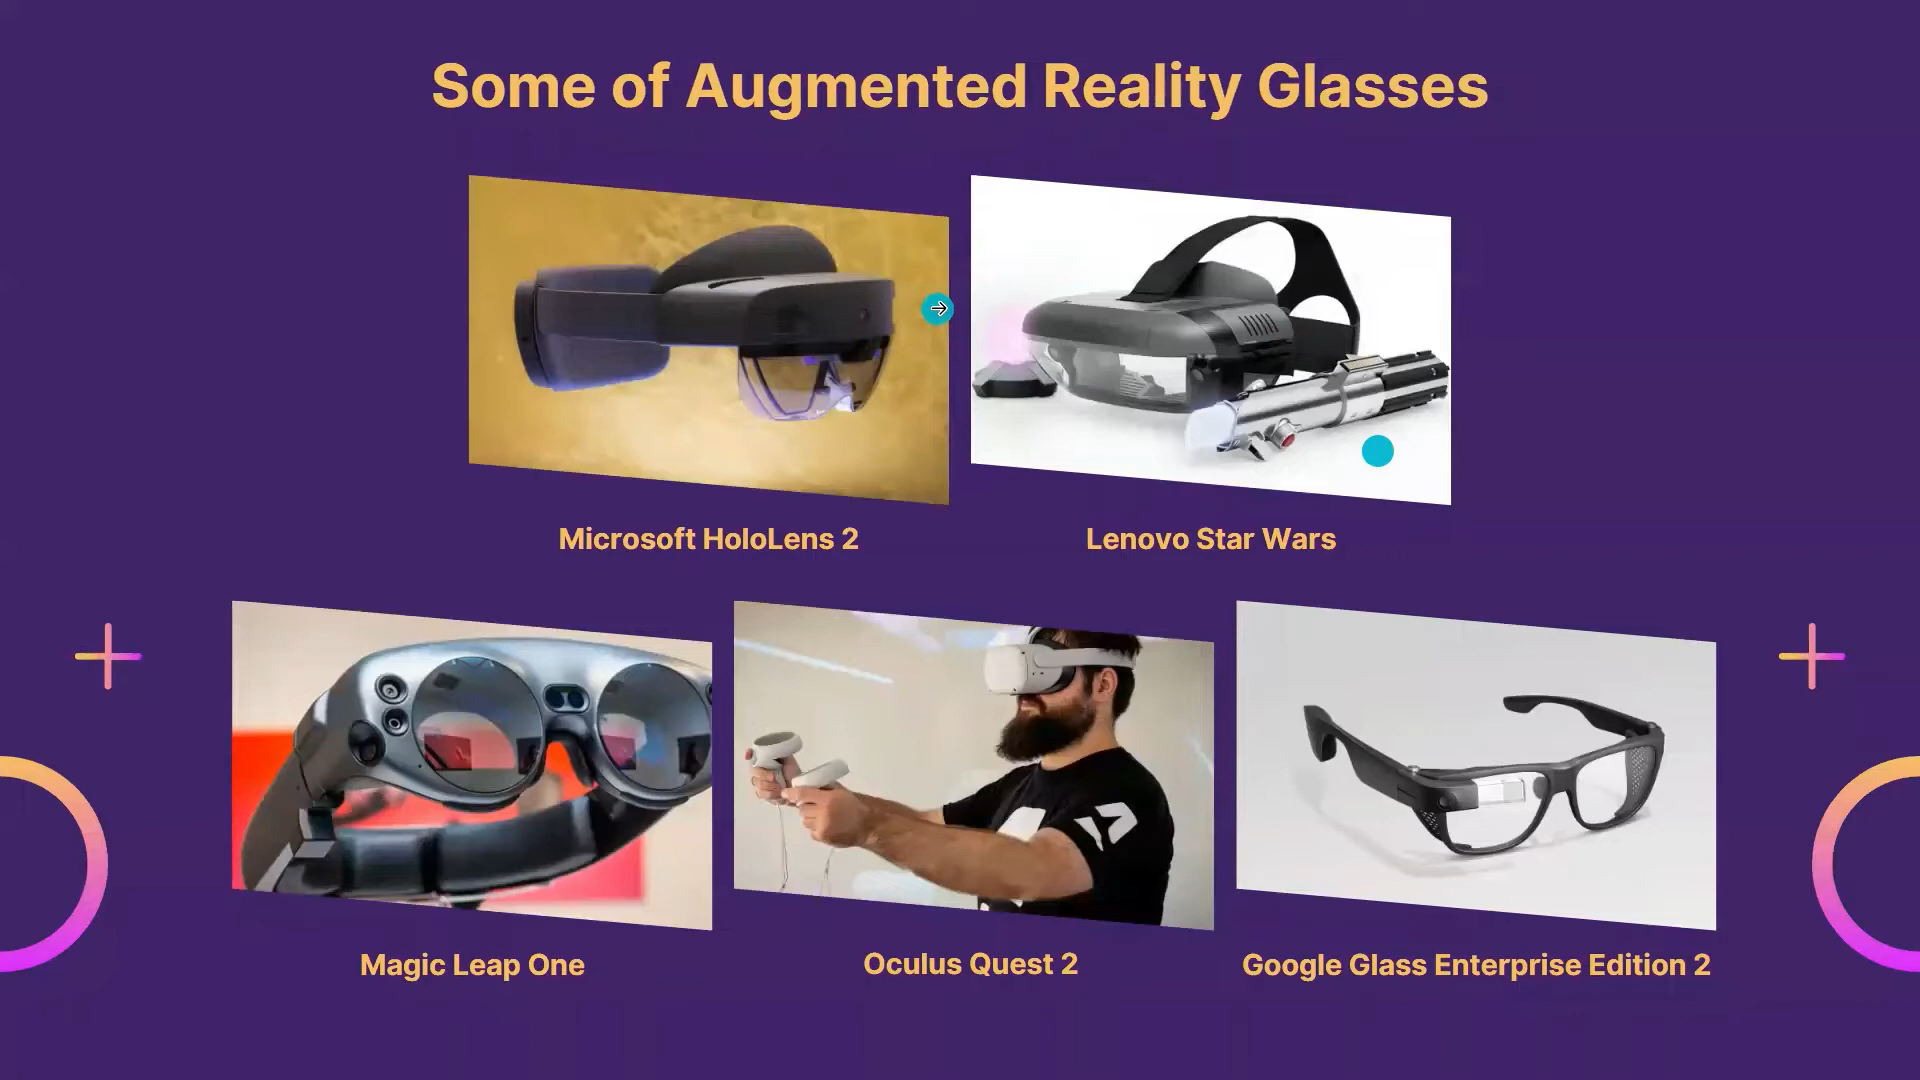 Some of Augmented Reality Glasses
Microsoft HoloLens 2
Lenovo Star Wars
Magic Leap One
Oculus Quest 2
Google Glass Enterprise Edition 2